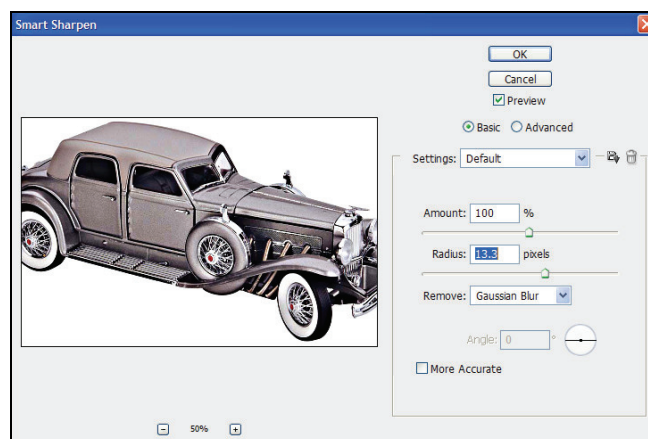 Smart Sharpen
OK
Cancel
Preview
Basic Advanced
Settings: Default
Amount: 100 %
Radius: 13.3 pixels
Remove: Gaussian Blur
Angle: 0 °
More Accurate
50%